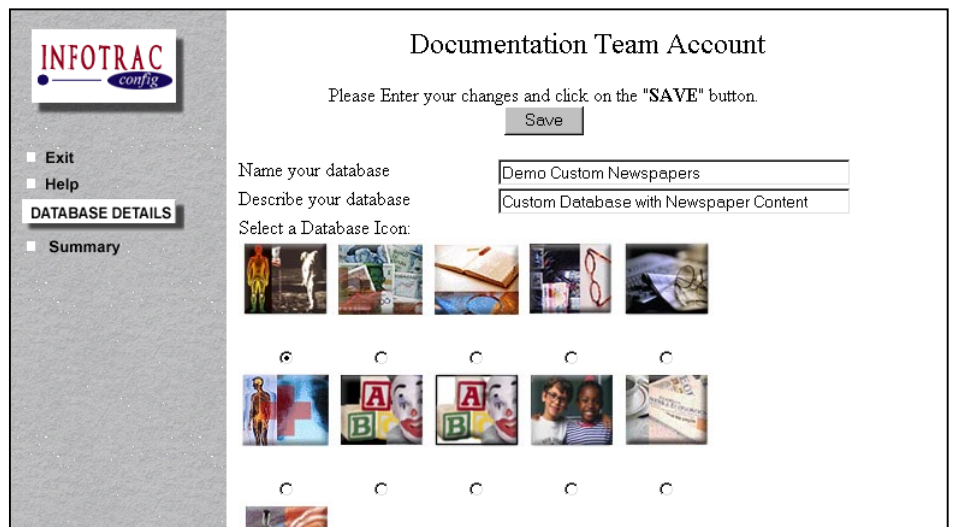 INFOTRAC
config
Exit
Help
DATABASE DETAILS
Summary
Documentation Team Account
Please Enter your changes and click on the "SAVE" button.
Save
Name your database
Demo Custom Newspapers
Describe your database
Custom Database with Newspaper Content
Select a Database Icon:
A
B
C
A
B
C